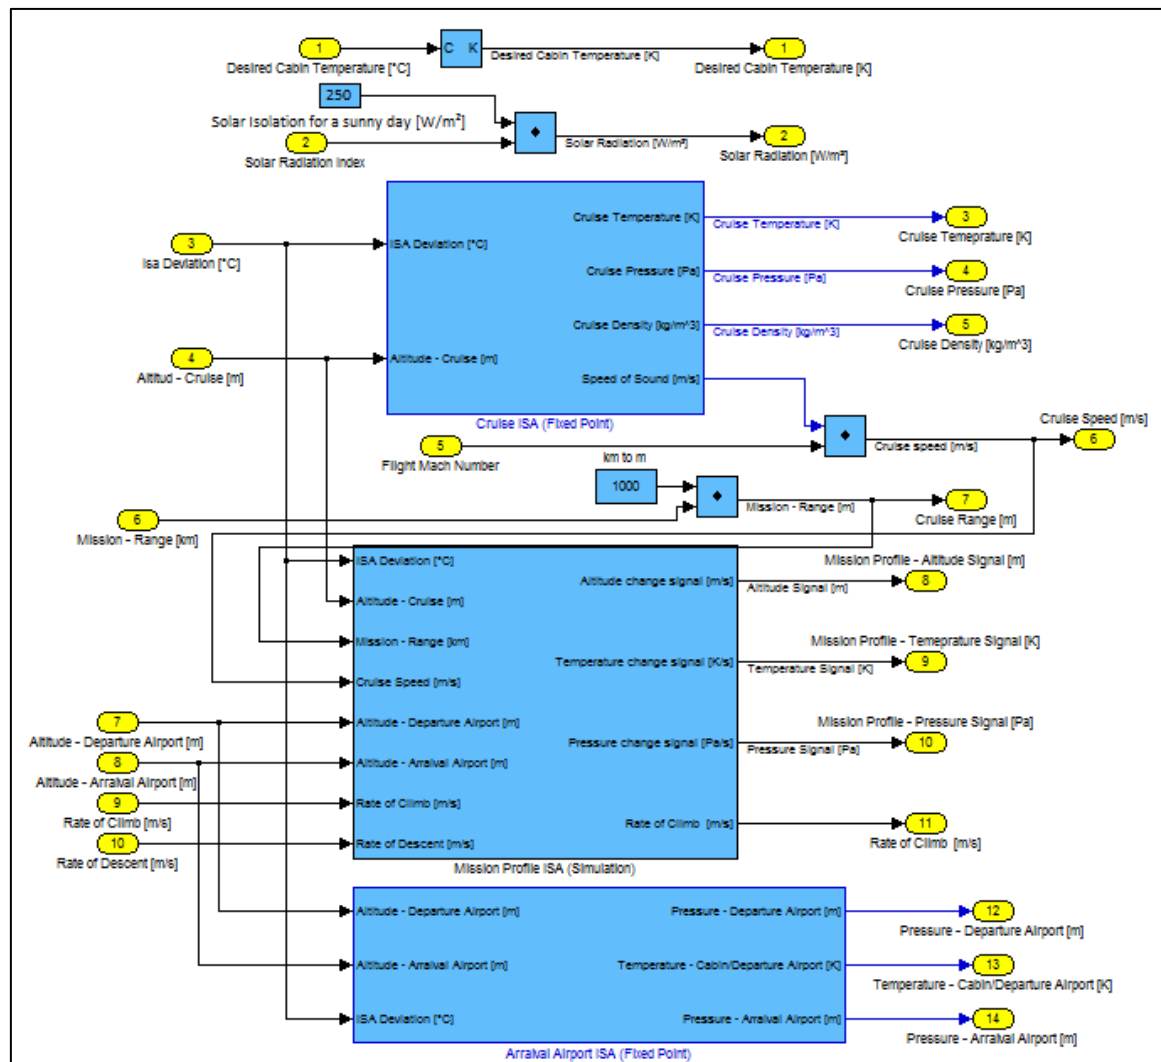 1
C K
1
Desired Cabin Temperature [°C]
Desired Cabin Temperature [K]
Desired Cabin Temperature [K]
250
Solar Isolation for a sunny day [W/m²]
2
Solar Radiation Index
Solar Radiation [W/m²]
2
Solar Radiation [W/m²]
3
Isa Deviation [°C]
ISA Deviation [°C]
Cruise Temperature [K]
Cruise Temperature [K]
3
Cruise Temeprature [K]
Cruise Pressure [Pa]
Cruise Pressure [Pa]
4
Cruise Pressure [Pa]
Cruise Density [kg/m^3]
Cruise Density [kg/m^3]
5
Cruise Density [kg/m^3]
4
Altitud - Cruise [m]
Altitude - Cruise [m]
Speed of Sound [m/s]
Cruise ISA (Fixed Point)
5
Flight Mach Number
Cruise speed [m/s]
Cruise Speed [m/s]
6
km to m
1000
6
Mission - Range [km]
Mission - Range [m]
7
Cruise Range [m]
ISA Deviation [°C]
Altitude - Cruise [m]
Mission - Range [km]
Cruise Speed [m/s]
Altitude - Departure Airport [m]
Altitude - Arraival Airport [m]
Rate of Climb [m/s]
Rate of Descent [m/s]
Altitude change signal [m/s]
Altitude Signal [m]
Mission Profile - Altitude Signal [m]
8
Temperature change signal [K/s]
Temperature Signal [K]
Mission Profile - Temeprature Signal [K]
9
Pressure change signal [Pa/s]
Pressure Signal [Pa]
Mission Profile - Pressure Signal [Pa]
10
Rate of Climb [m/s]
11
Rate of Climb [m/s]
7
Altitude - Departure Airport [m]
8
Altitude - Arraival Airport [m]
9
Rate of Climb [m/s]
10
Rate of Descent [m/s]
Mission Profile ISA (Simulation)
Altitude - Departure Airport [m]
Altitude - Arraival Airport [m]
ISA Deviation [°C]
Pressure - Departure Airport [m]
12
Pressure - Departure Airport [m]
Temperature - Cabin/Departure Airport [K]
13
Temperature - Cabin/Departure Airport [K]
Pressure - Arraival Airport [m]
14
Pressure - Arraival Airport [m]
Arraival Airport ISA (Fixed Point)